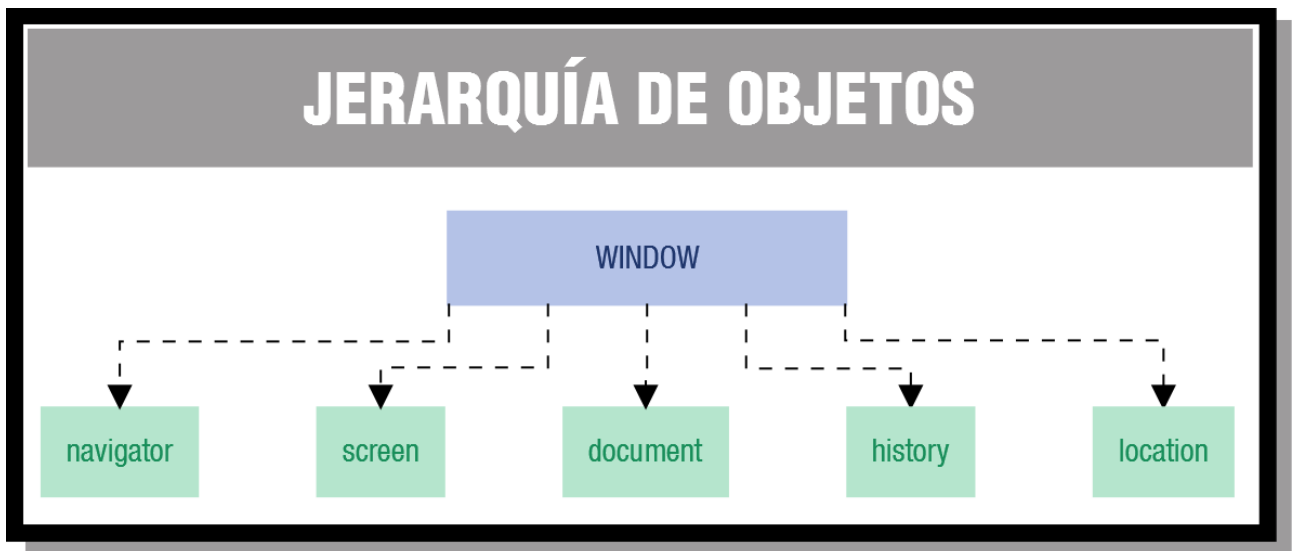 JERARQUÍA DE OBJETOS
WINDOW
navigator
screen
document
history
location